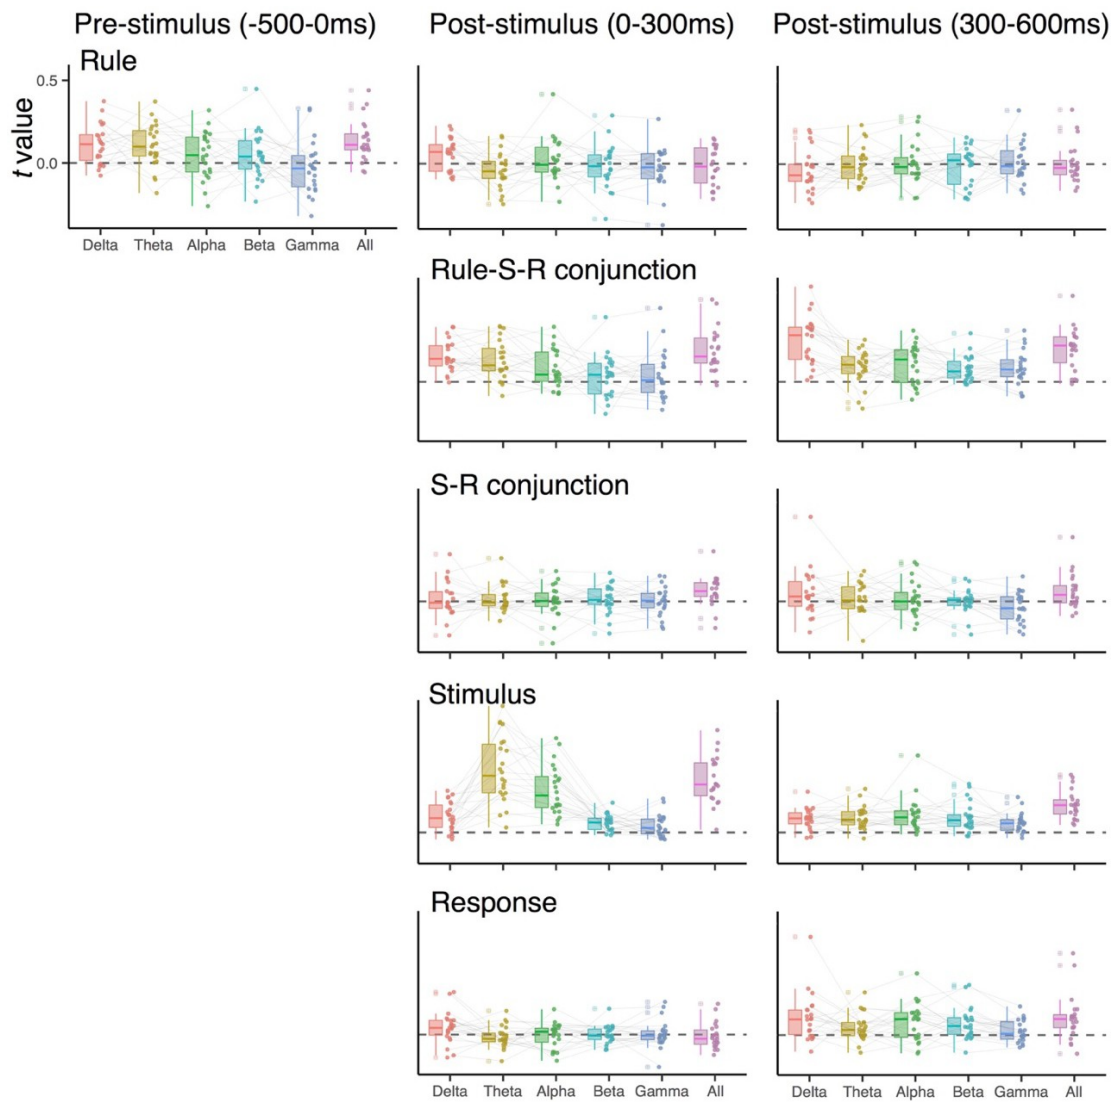 Pre-stimulus (-500-0ms) Post-stimulus (0-300ms) Post-stimulus (300-600ms)
Rule
t value
0.5
0.0
Delta Theta Alpha Beta Gamma All
Rule-S-R conjunction
S-R conjunction
Stimulus
Response
Delta Theta Alpha Beta Gamma All
Delta Theta Alpha Beta Gamma All